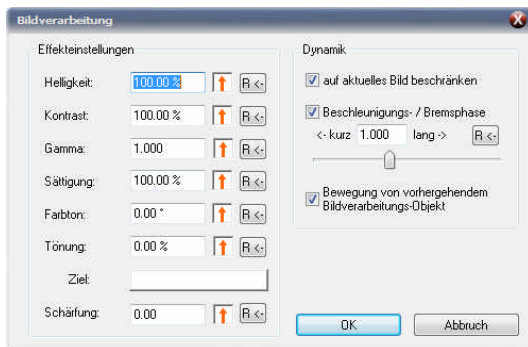 Bildverarbeitung
Effekteinstellungen
Helligkeit: 100.00 % R <-
Kontrast: 100.00 % R <-
Gamma: 1.000 R <-
Sättigung: 100.00 % R <-
Farbton: 0.00 ° R <-
Tönung: 0.00 % R <-
Ziel:
Schärfung: 0.00 R <-
Dynamik
auf aktuelles Bild beschränken
Beschleunigungs- / Bremsphase
<- kurz 1.000 lang -> R <-
Bewegung von vorhergehendem
Bildverarbeitungs-Objekt
OK Abbruch